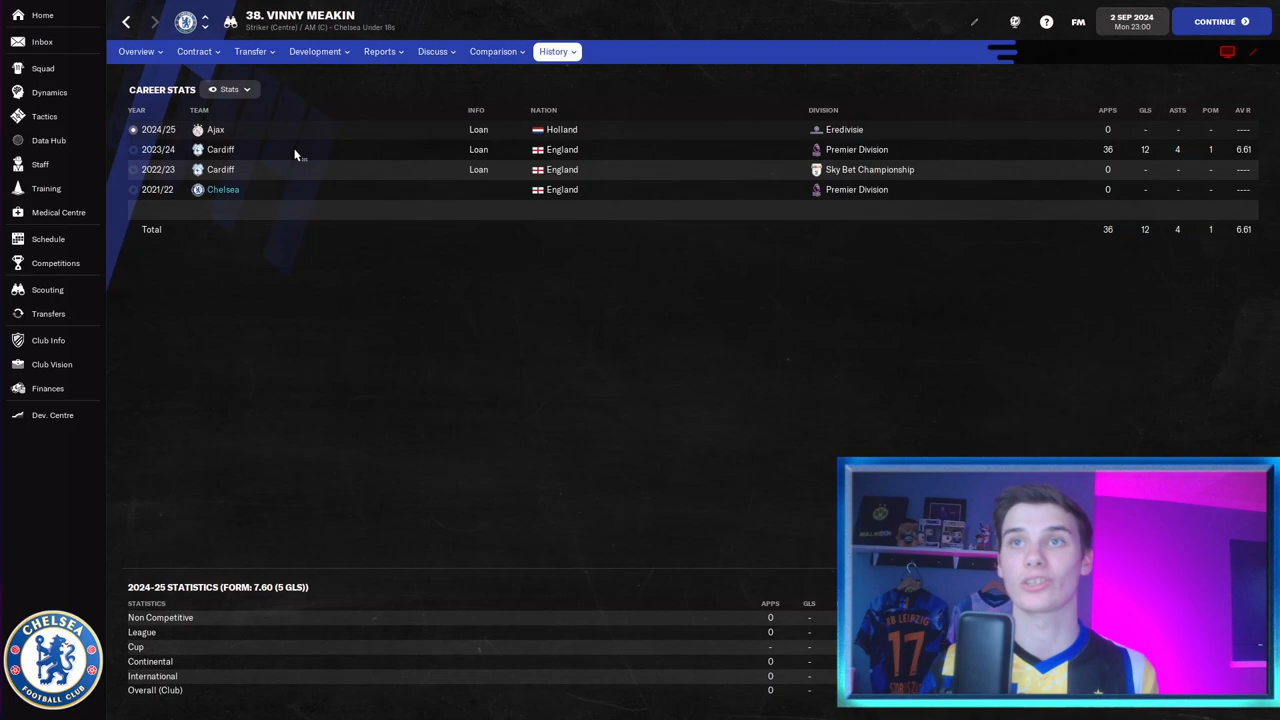 Home
Inbox
Squad
Dynamics
Tactics
Data Hub
Staff
Training
Medical Centre
Schedule
Competitions
Scouting
Transfers
Club Info
Club Vision
Finances
Dev. Centre
CHELSEA
FOOTBALL CLUB
38. VINNY MEAKIN
Striker (Centre) / AM (C) - Chelsea Under 18s
FM
2 SEP 2024
Mon 23:00
CONTINUE
Overview Contract Transfer Development Reports Discuss Comparison History
CAREER STATS Stats
YEAR TEAM INFO NATION DIVISION APPS GLS ASTS POM AV R
2024/25 Ajax Loan Holland Eredivisie 0 - - - ----
2023/24 Cardiff Loan England Premier Division 36 12 4 1 6.61
2022/23 Cardiff Loan England Sky Bet Championship 0 - - - ----
2021/22 Chelsea England Premier Division 0 - - - ----
Total 36 12 4 1 6.61
2024-25 STATISTICS (FORM: 7.60 (5 GLS))
STATISTICS APPS GLS
Non Competitive 0 -
League 0 -
Cup - -
Continental 0 -
International 0 -
Overall (Club) 0 -
RB LEIPZIG
17